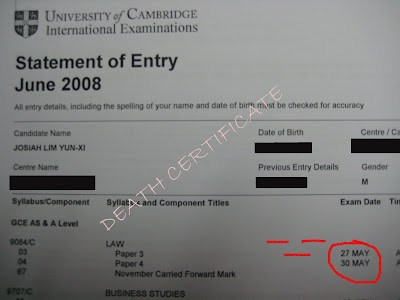 UNIVERSITY of CAMBRIDGE
International Examinations
Statement of Entry
June 2008
All entry details, including the spelling of your name and date of birth must be checked for accuracy
Candidate Name
Date of Birth
Centre / Ca
JOSIAH LIM YUN-XI
Centre Name
Previous Entry Details
Gender
M
DEATH CERTIFICATE
Syllabus/Component
Syllabus and Component Titles
Exam Date
GCE AS & A Level
9084/C
LAW
03
Paper 3
27 MAY
04
Paper 4
30 MAY
67
November Carried Forward Mark
9707/C
BUSINESS STUDIES